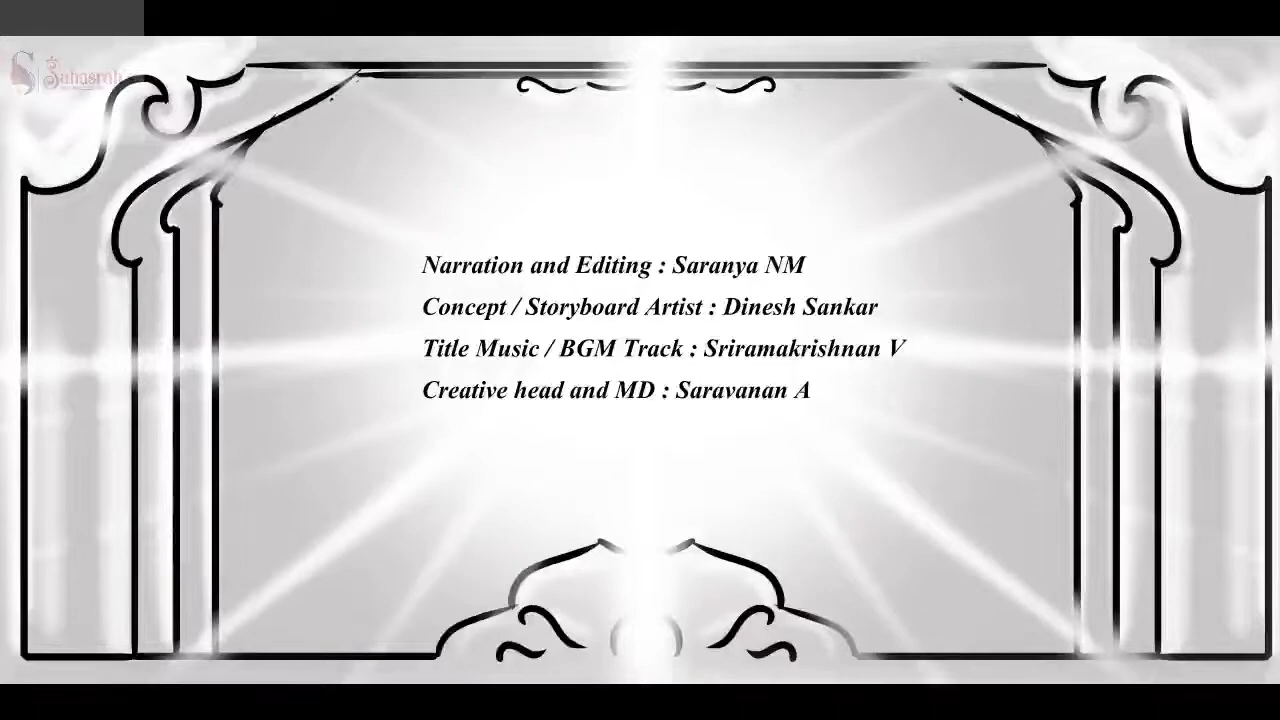 Sahasrah
Narration and Editing : Saranya NM
Concept / Storyboard Artist : Dinesh Sankar
Title Music / BGM Track : Sriramakrishnan V
Creative head and MD : Saravanan A